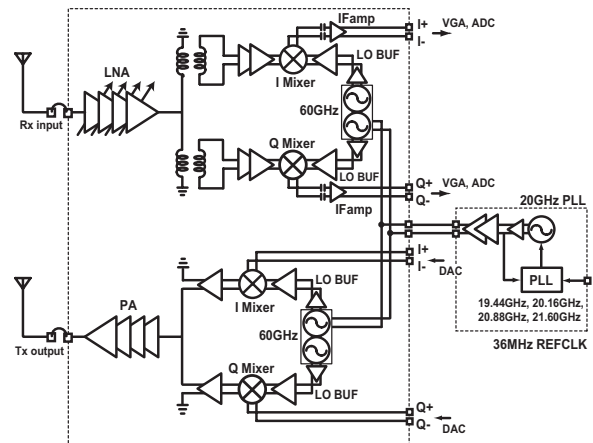 IFamp
I+
I-
VGA, ADC
LNA
LO BUF
I Mixer
60GHz
Rx input
Q Mixer
LO BUF
IFamp
Q+
Q-
VGA, ADC
20GHz PLL
I+
I-
DAC
PLL
LO BUF
PA
I Mixer
60GHz
19.44GHz, 20.16GHz,
20.88GHz, 21.60GHz
36MHz REFCLK
Tx output
Q Mixer
LO BUF
Q+
Q-
DAC